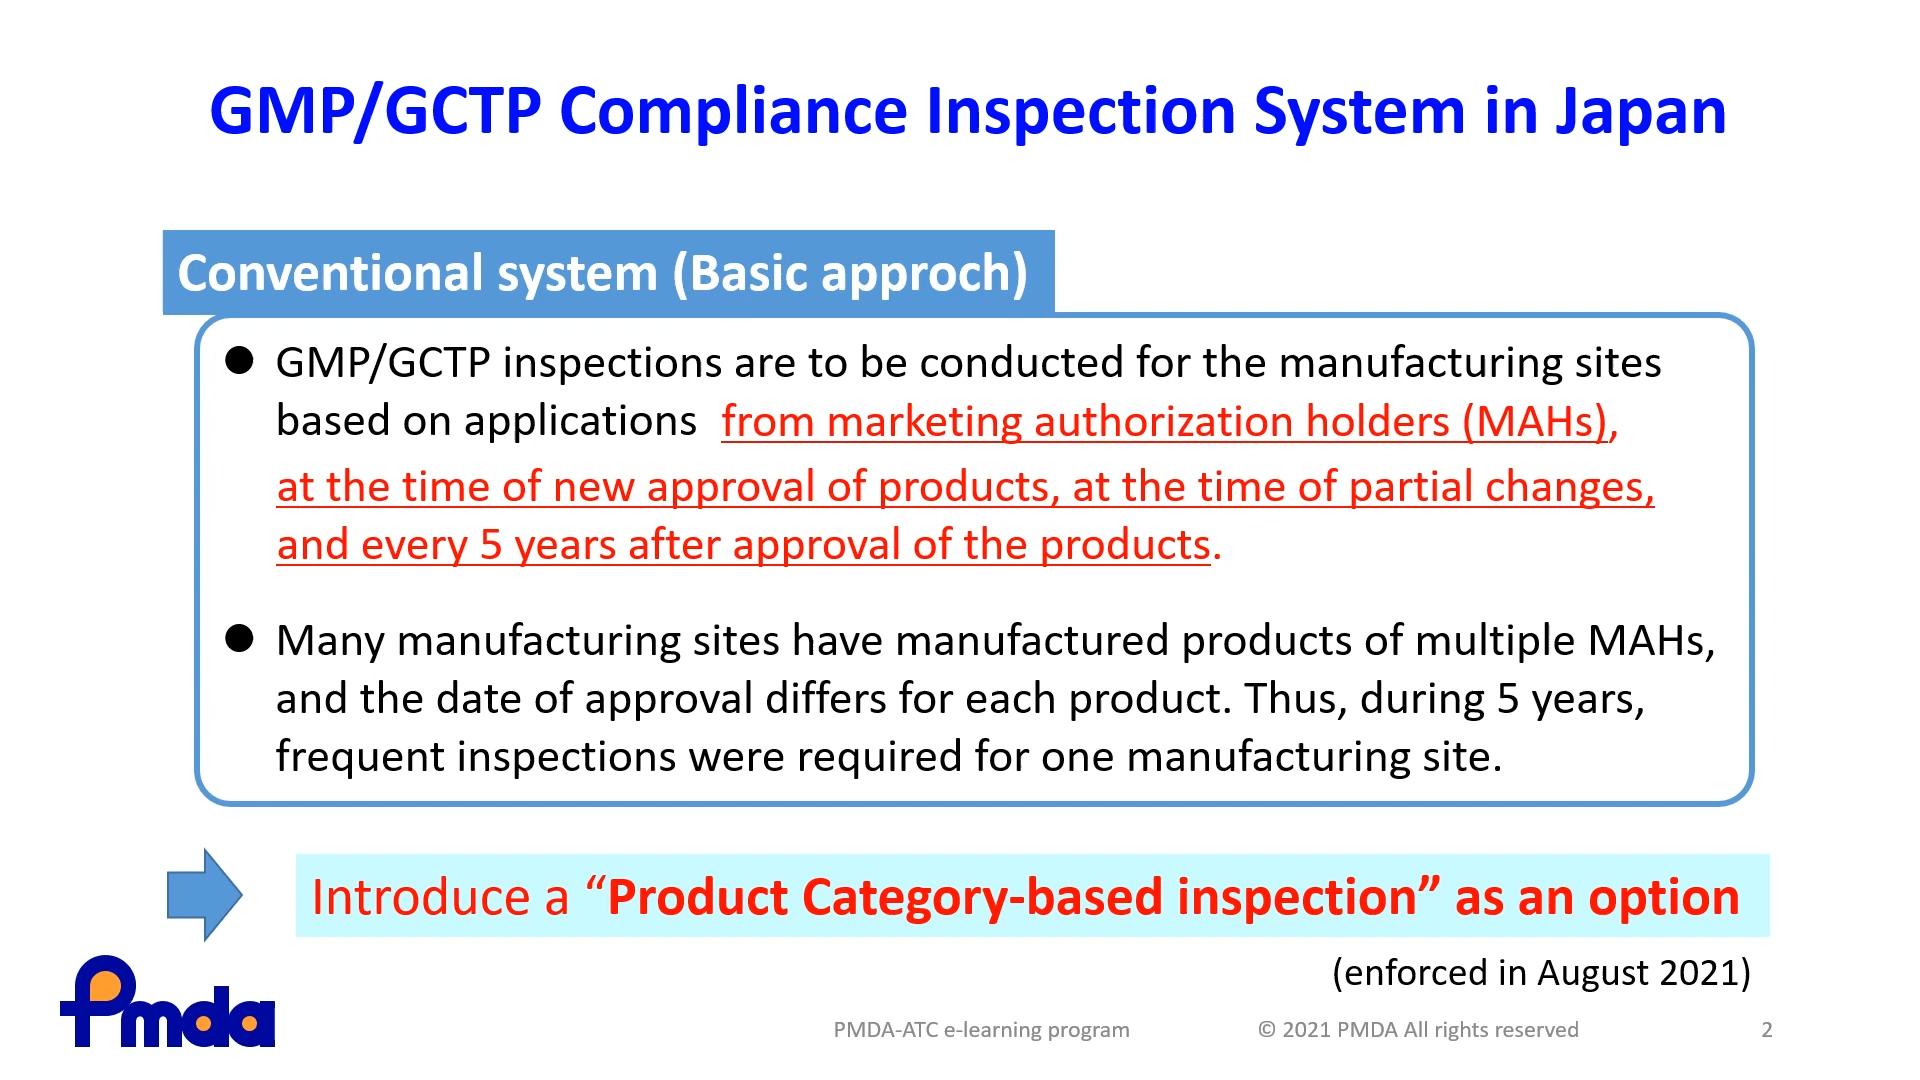 GMP/GCTP Compliance Inspection System in Japan
Conventional system (Basic approch)
● GMP/GCTP inspections are to be conducted for the manufacturing sites
based on applications from marketing authorization holders (MAHs),
at the time of new approval of products, at the time of partial changes,
and every 5 years after approval of the products.
● Many manufacturing sites have manufactured products of multiple MAHs,
and the date of approval differs for each product. Thus, during 5 years,
frequent inspections were required for one manufacturing site.
Introduce a “Product Category-based inspection” as an option
(enforced in August 2021)
Pmda
PMDA-ATC e-learning program
© 2021 PMDA All rights reserved
2